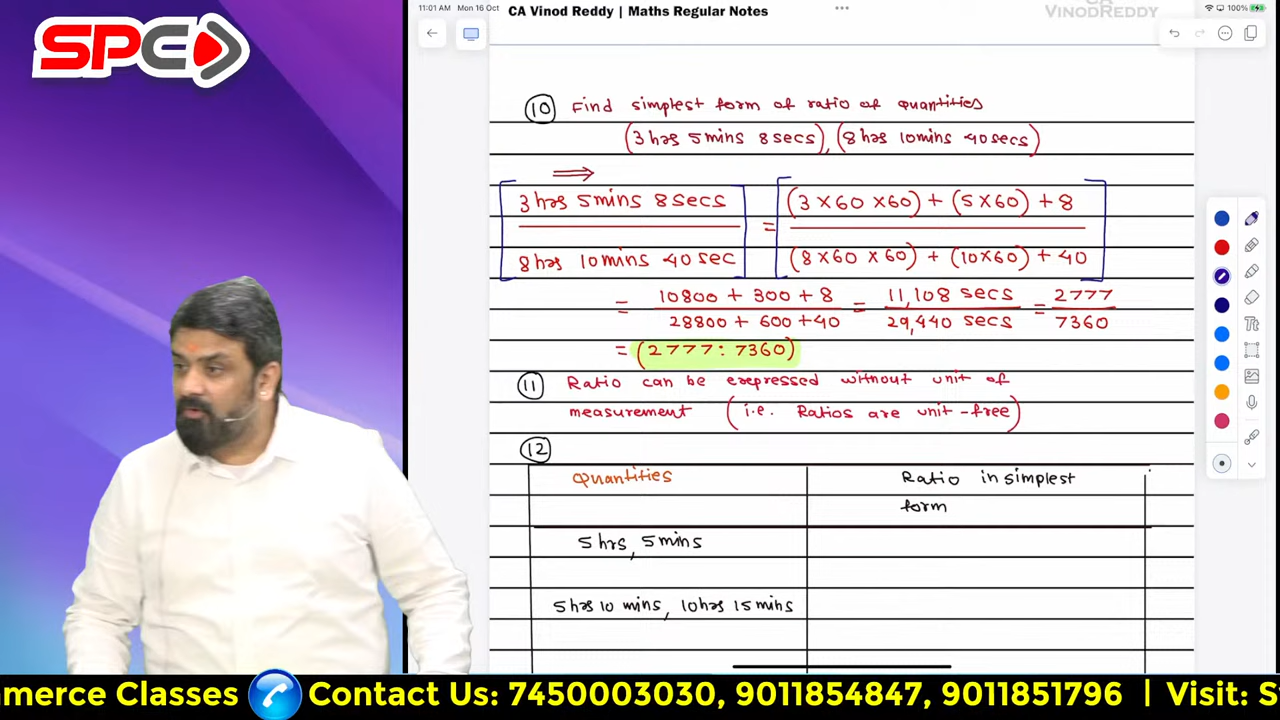 11:01 AM Mon 16 Oct
CA Vinod Reddy | Maths Regular Notes
CA
VINODREDDY
100%
SPC
10 Find simplest form of ratio of quantities
(3 hrs 5 mins 8 secs), (8 hrs 10 mins 40 secs)
⟹
[3 hrs 5 mins 8 secs / 8 hrs 10 mins 40 sec] = [(3×60×60) + (5×60) + 8 / (8×60×60) + (10×60) + 40]
= 10800 + 300 + 8 / 28800 + 600 + 40 = 11,108 secs / 29,440 secs = 2777 / 7360
= (2777 : 7360)
11 Ratio can be expressed without unit of
measurement (i.e. Ratios are unit-free)
12
Quantities Ratio in simplest
form
5 hrs, 5 mins
5 hrs 10 mins, 10 hrs 15 mins
Tt
mmerce Classes Contact Us: 7450003030, 9011854847, 9011851796 | Visit: S